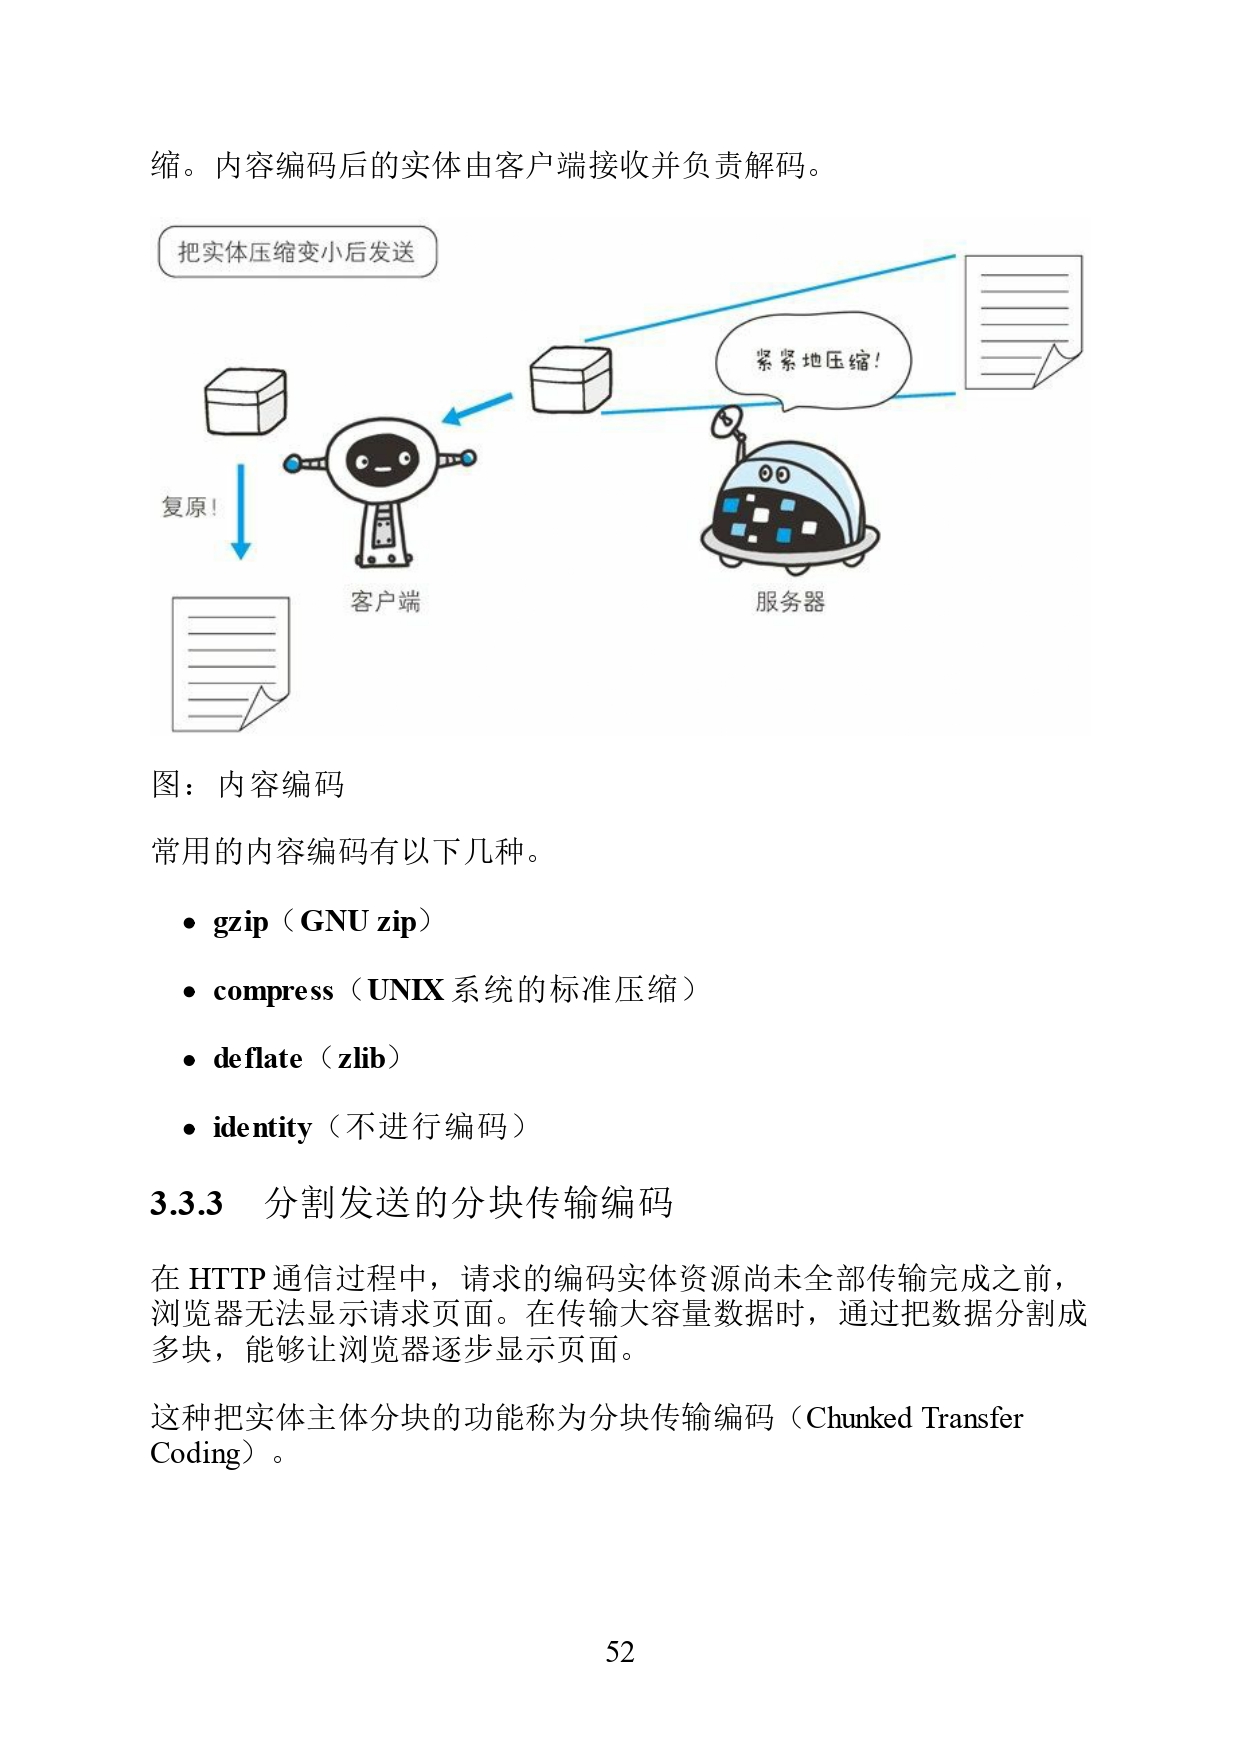 缩。内容编码后的实体由客户端接收并负责解码。
把实体压缩变小后发送
紧紧地压缩！
复原！
客户端
服务器
图：内容编码
常用的内容编码有以下几种。
• gzip（GNU zip）
• compress（UNIX 系统的标准压缩）
• deflate（zlib）
• identity（不进行编码）
3.3.3 分割发送的分块传输编码
在 HTTP 通信过程中，请求的编码实体资源尚未全部传输完成之前，
浏览器无法显示请求页面。在传输大容量数据时，通过把数据分割成
多块，能够让浏览器逐步显示页面。
这种把实体主体分块的功能称为分块传输编码（Chunked Transfer
Coding）。
52